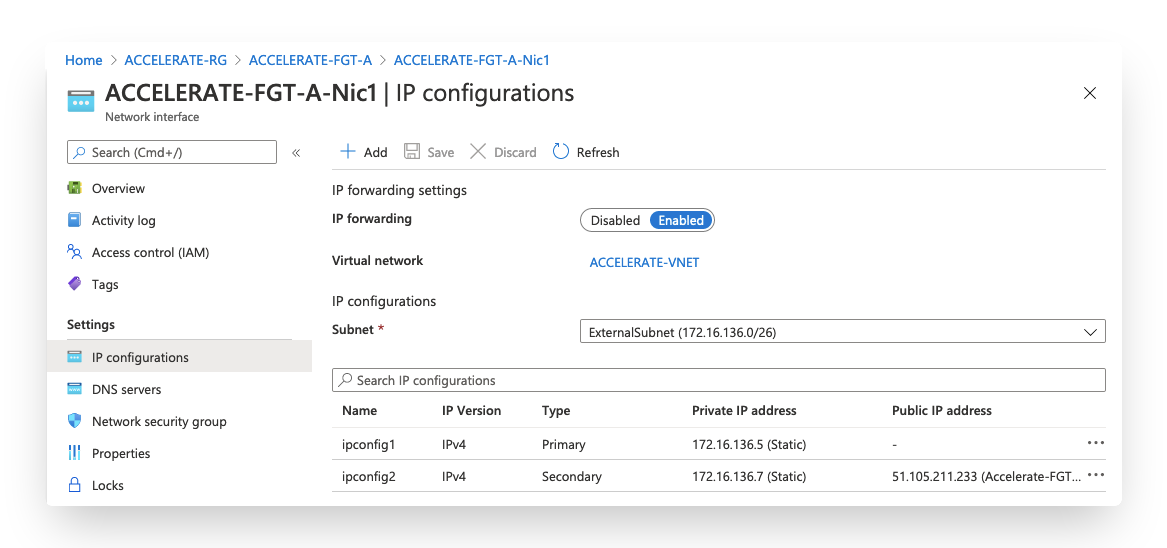 Home > ACCELERATE-RG > ACCELERATE-FGT-A > ACCELERATE-FGT-A-Nic1
ACCELERATE-FGT-A-Nic1 | IP configurations
Network interface
Search (Cmd+/)
«
Add Save Discard Refresh
Overview
Activity log
Access control (IAM)
Tags
Settings
IP configurations
DNS servers
Network security group
Properties
Locks
IP forwarding settings
IP forwarding Disabled Enabled
Virtual network ACCELERATE-VNET
IP configurations
Subnet * ExternalSubnet (172.16.136.0/26)
Search IP configurations
Name IP Version Type Private IP address Public IP address
ipconfig1 IPv4 Primary 172.16.136.5 (Static) - ...
ipconfig2 IPv4 Secondary 172.16.136.7 (Static) 51.105.211.233 (Accelerate-FGT... ...